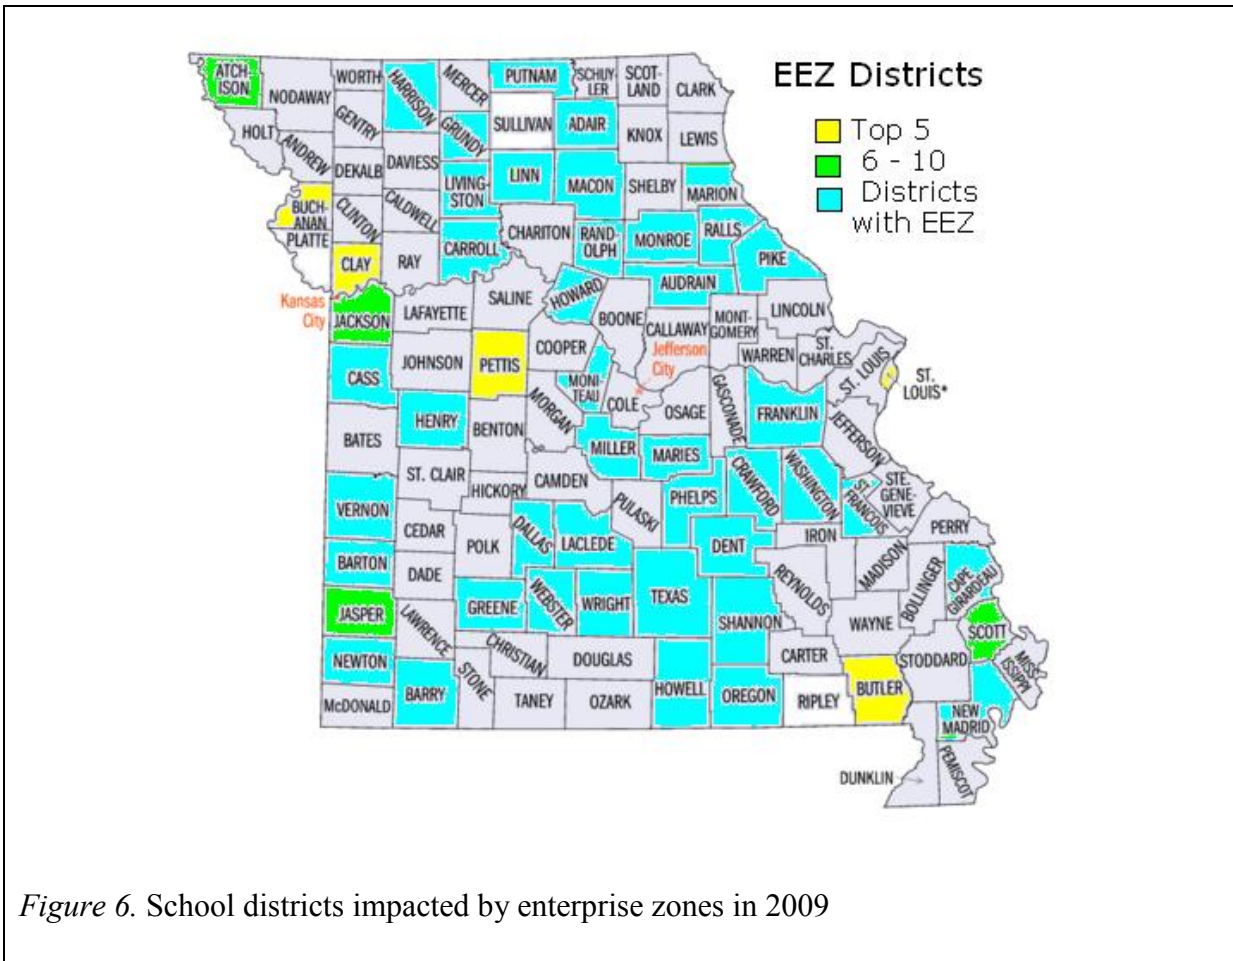 EEZ Districts
Top 5
6 - 10
Districts
with EEZ
ATCH-
ISON
NODAWAY
WORTH
HARRISON
MERCER
PUTNAM
SCHUY
LER
SCOT-
LAND
CLARK
HOLT
GENTRY
GRUNDY
SULLIVAN
ADAIR
KNOX
LEWIS
ANDREW
DEKALB
DAVIESS
LIVING-
STON
LINN
MACON
SHELBY
MARION
BUCH-
ANAN
CLINTON
CALDWELL
CHARITON
RAND
OLPH
MONROE
RALLS
PIKE
PLATTE
CLAY
RAY
CARROLL
AUDRAIN
Kansas
City
JACKSON
LAFAYETTE
SALINE
HOWARD
BOONE
CALLAWAY
MONT-
GOMERY
LINCOLN
CASS
JOHNSON
PETTIS
COOPER
MONI-
TEAU
Jefferson
City
WARREN
ST.
CHARLES
ST. LOUIS
ST.
LOUIS*
COLE
OSAGE
GASCONADE
FRANKLIN
JEFFERSON
BATES
HENRY
BENTON
MORGAN
MILLER
MARIES
CRAWFORD
WASHINGTON
ST.
FRANCOIS
STE.
GENE-
VIEVE
ST. CLAIR
HICKORY
CAMDEN
PULASKI
PHELPS
PERRY
VERNON
CEDAR
POLK
DALLAS
LACLEDE
DENT
IRON
MADISON
BOLLINGER
CAPE
GIRARDEAU
BARTON
DADE
GREENE
WEBSTER
WRIGHT
TEXAS
SHANNON
REYNOLDS
WAYNE
SCOTT
JASPER
LAWRENCE
CHRISTIAN
DOUGLAS
CARTER
STODDARD
MISS-
ISSIPPI
NEWTON
BARRY
STONE
TANEY
OZARK
HOWELL
OREGON
RIPLEY
BUTLER
McDONALD
NEW
MADRID
DUNKLIN
PEMISCOT
Figure 6. School districts impacted by enterprise zones in 2009